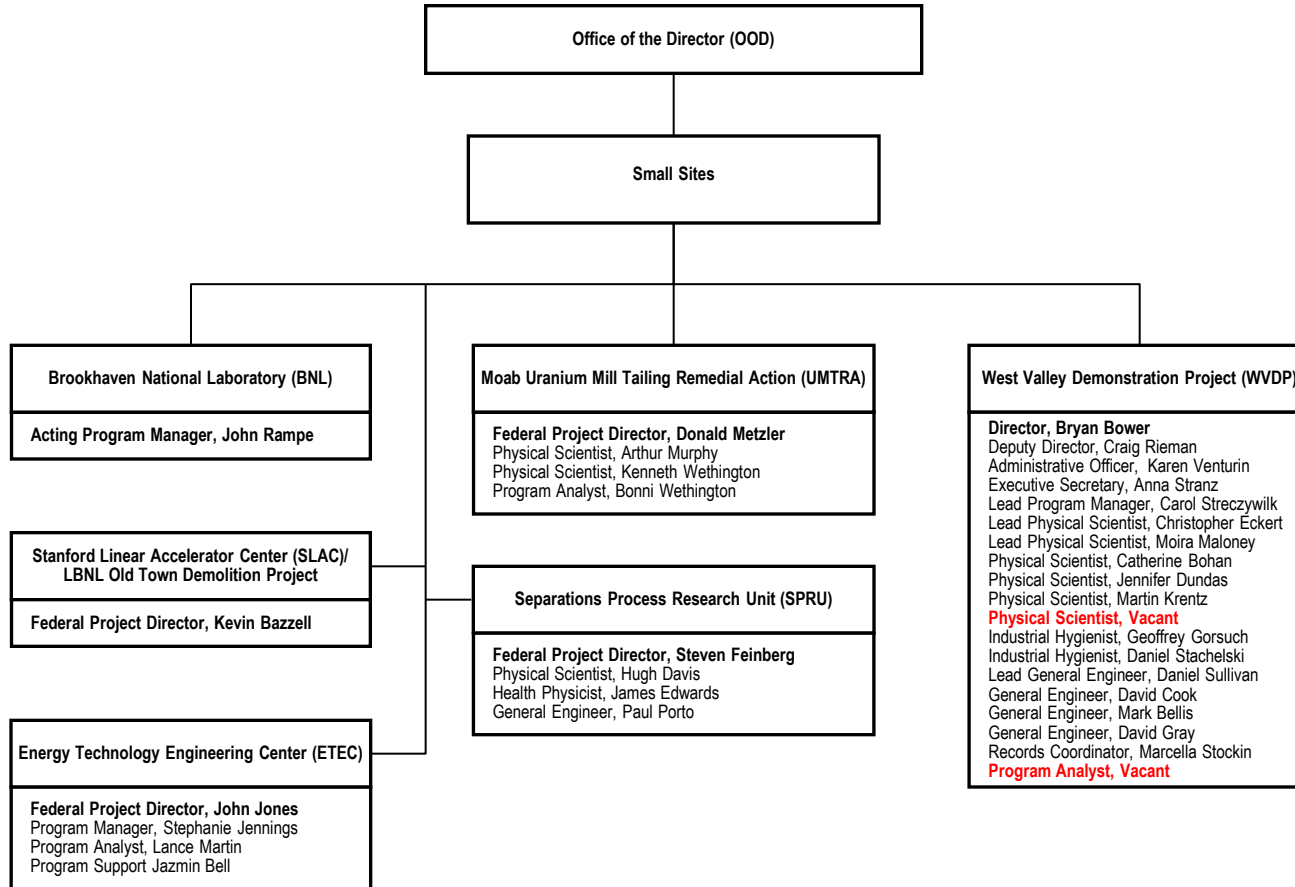 Office of the Director (OOD)
Small Sites
Brookhaven National Laboratory (BNL)
Acting Program Manager, John Rampe
Stanford Linear Accelerator Center (SLAC)/
LBNL Old Town Demolition Project
Federal Project Director, Kevin Bazzell
Energy Technology Engineering Center (ETEC)
Federal Project Director, John Jones
Program Manager, Stephanie Jennings
Program Analyst, Lance Martin
Program Support Jazmin Bell
Moab Uranium Mill Tailing Remedial Action (UMTRA)
Federal Project Director, Donald Metzler
Physical Scientist, Arthur Murphy
Physical Scientist, Kenneth Wethington
Program Analyst, Bonni Wethington
Separations Process Research Unit (SPRU)
Federal Project Director, Steven Feinberg
Physical Scientist, Hugh Davis
Health Physicist, James Edwards
General Engineer, Paul Porto
West Valley Demonstration Project (WVDP)
Director, Bryan Bower
Deputy Director, Craig Rieman
Administrative Officer, Karen Venturin
Executive Secretary, Anna Stranz
Lead Program Manager, Carol Streczywilk
Lead Physical Scientist, Christopher Eckert
Lead Physical Scientist, Moira Maloney
Physical Scientist, Catherine Bohan
Physical Scientist, Jennifer Dundas
Physical Scientist, Martin Krentz
Physical Scientist, Vacant
Industrial Hygienist, Geoffrey Gorsuch
Industrial Hygienist, Daniel Stachelski
Lead General Engineer, Daniel Sullivan
General Engineer, David Cook
General Engineer, Mark Bellis
General Engineer, David Gray
Records Coordinator, Marcella Stockin
Program Analyst, Vacant